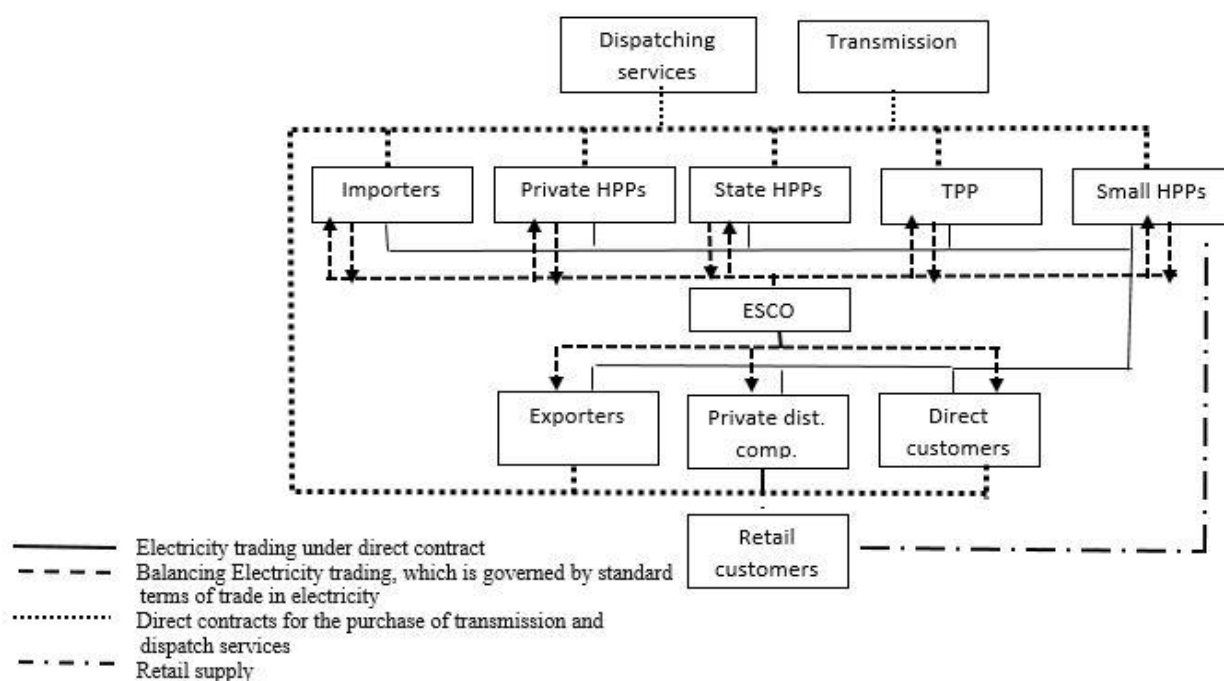 Dispatching
services
Transmission
Importers
Private HPPs
State HPPs
TPP
Small HPPs
ESCO
Exporters
Private dist.
comp.
Direct
customers
Retail
customers
Electricity trading under direct contract
Balancing Electricity trading, which is governed by standard
terms of trade in electricity
Direct contracts for the purchase of transmission and
dispatch services
Retail supply